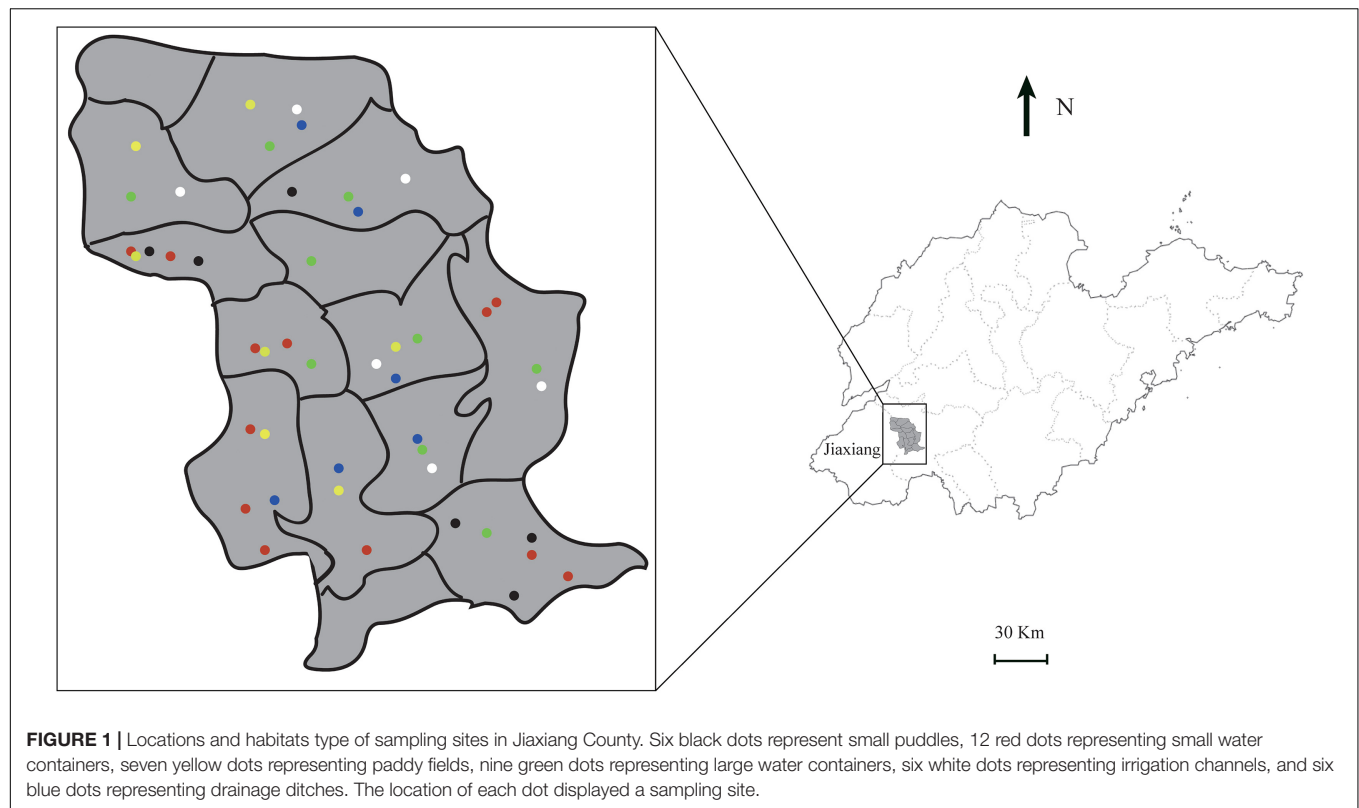 N
Jiaxiang
30 Km
FIGURE 1 | Locations and habitats type of sampling sites in Jiaxiang County. Six black dots represent small puddles, 12 red dots representing small water
containers, seven yellow dots representing paddy fields, nine green dots representing large water containers, six white dots representing irrigation channels, and six
blue dots representing drainage ditches. The location of each dot displayed a sampling site.